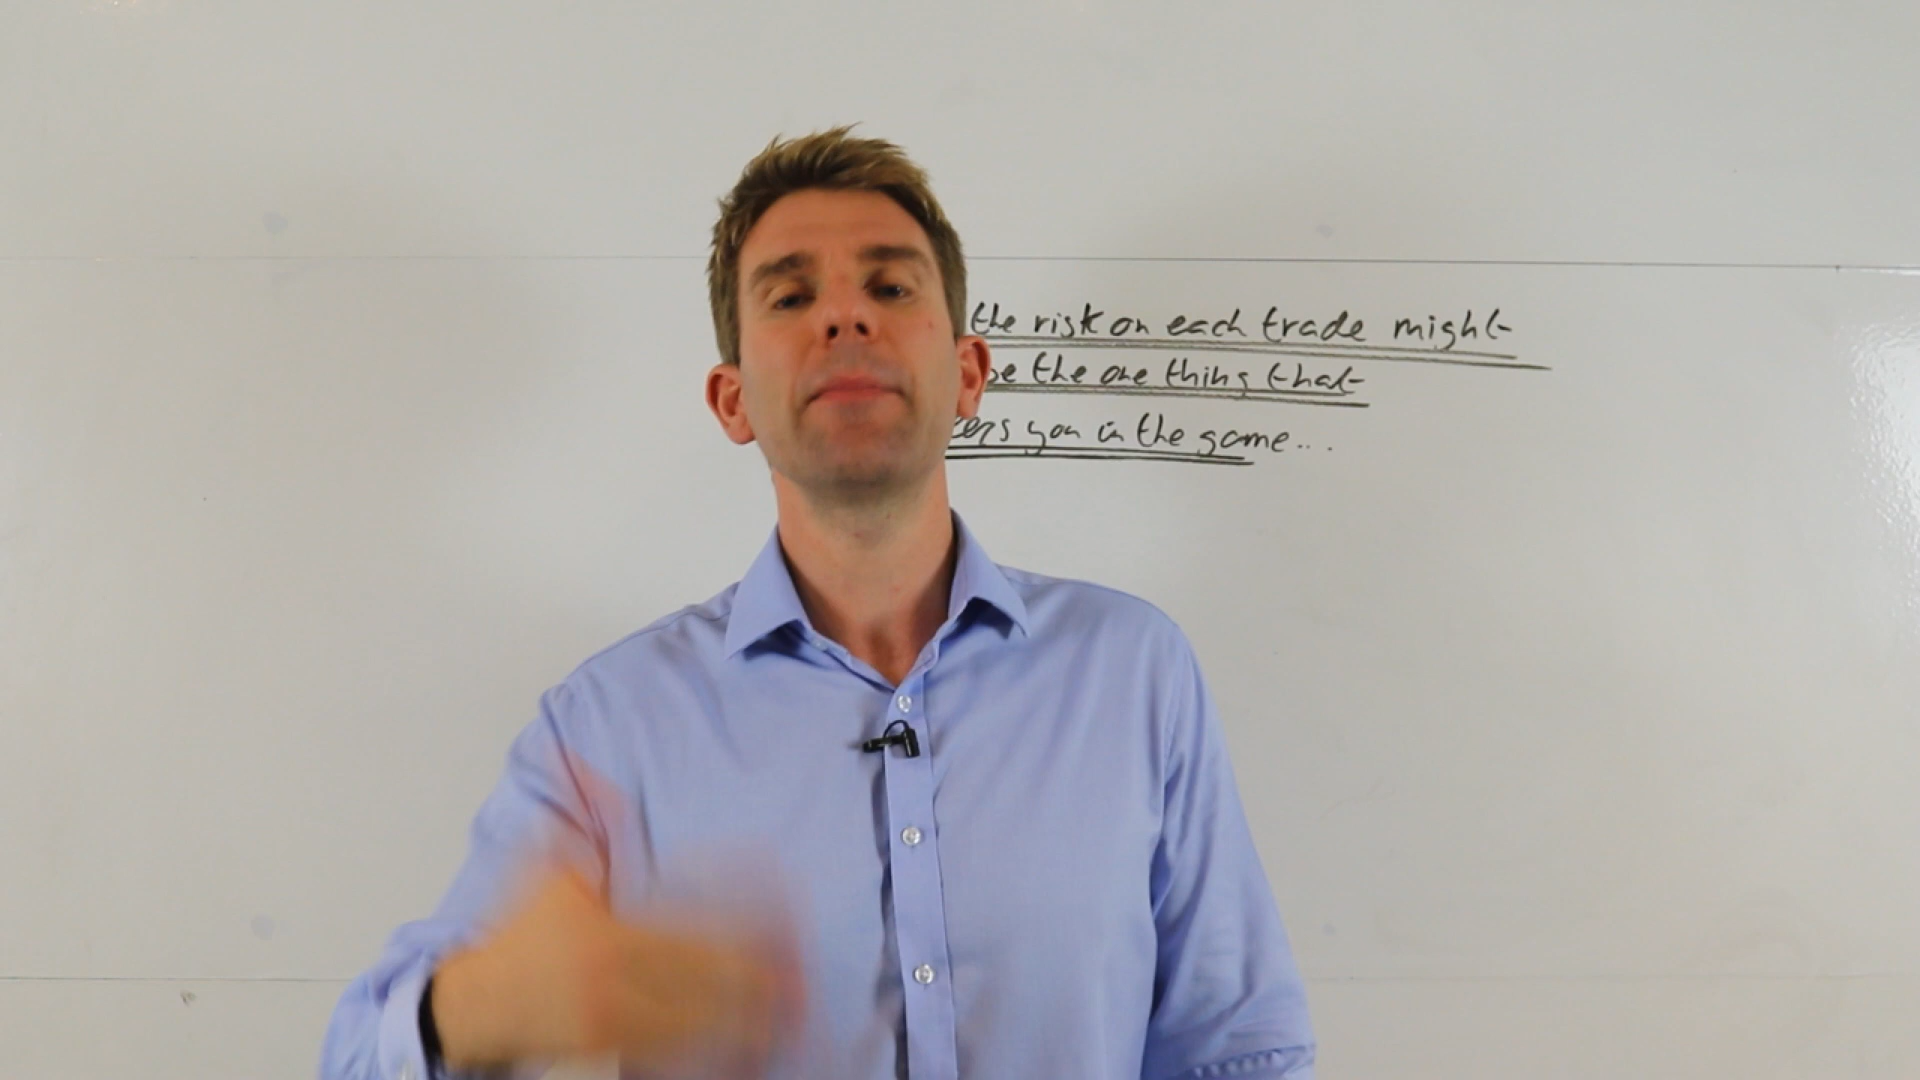 the risk on each trade might
be the one thing that
you in the game...